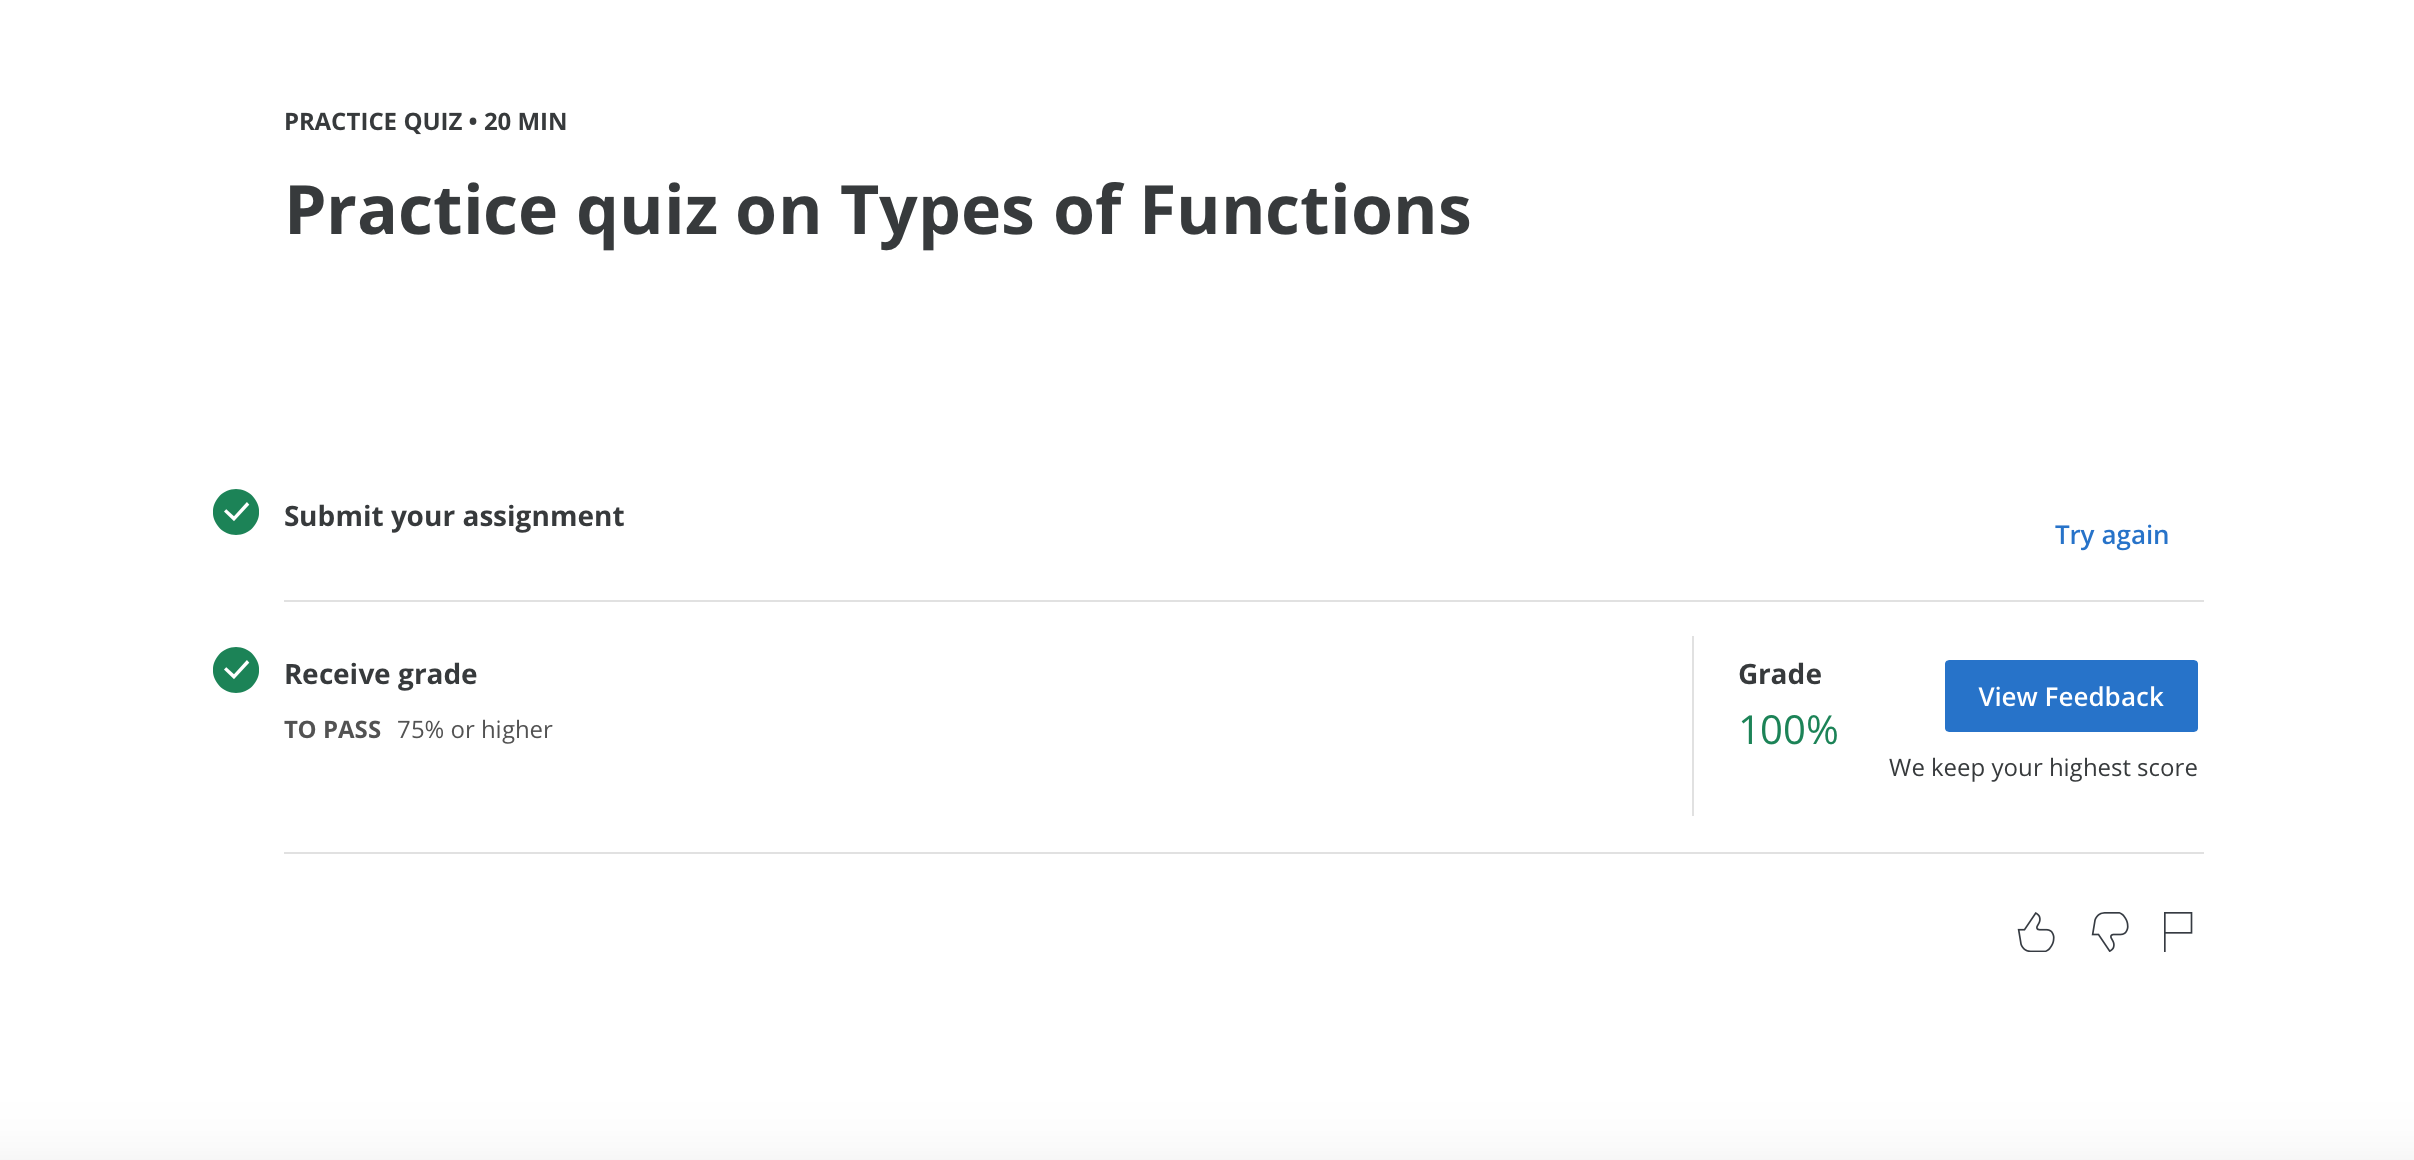 PRACTICE QUIZ • 20 MIN
Practice quiz on Types of Functions
Submit your assignment
Try again
Receive grade
TO PASS 75% or higher
Grade
100%
View Feedback
We keep your highest score